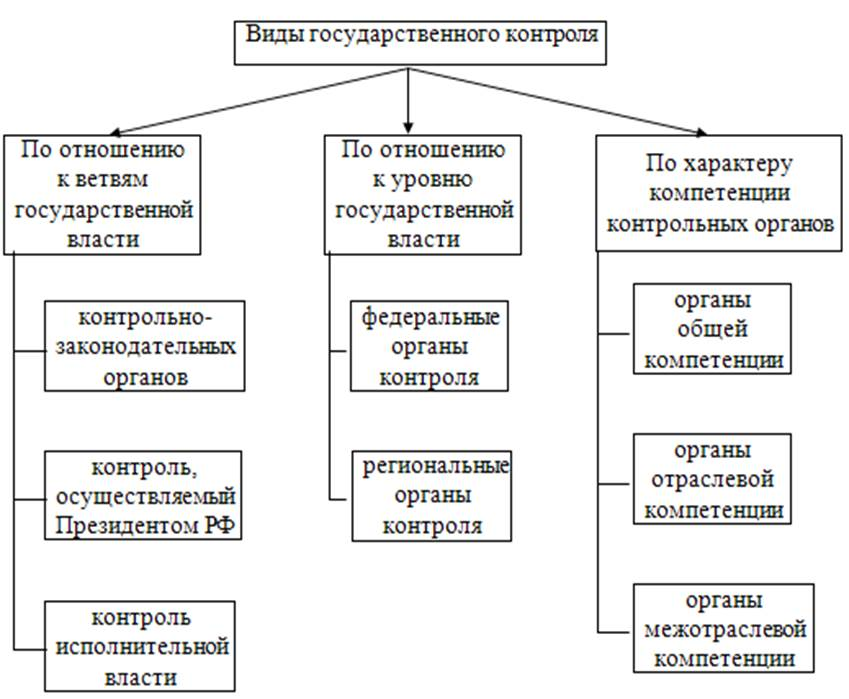 Виды государственного контроля
По отношению
к ветвям
государственной
власти
контрольно-
законодательных
органов
контроль,
осуществляемый
Президентом РФ
контроль
исполнительной
власти
По отношению
к уровню
государственной
власти
федеральные
органы
контроля
региональные
органы
контроля
По характеру
компетенции
контрольных органов
органы
общей
компетенции
органы
отраслевой
компетенции
органы
межотраслевой
компетенции